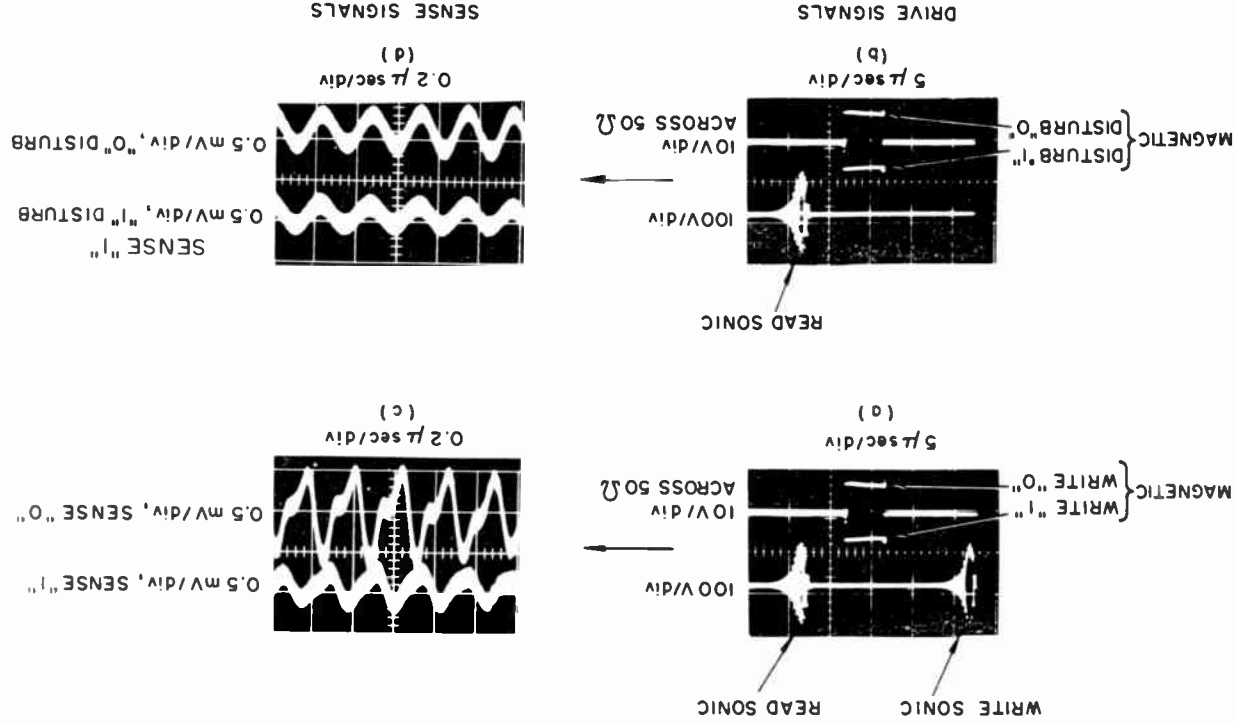 WRITE SONIC
READ SONIC
MAGNETIC
WRITE "1"
WRITE "0"
100 V/div
10 V/div
ACROSS 50Ω
5 μsec/div
(a)
0.5 mV/div, SENSE "1"
0.5 mV/div, SENSE "0"
0.2 μsec/div
(c)
READ SONIC
MAGNETIC
DISTURB "1"
DISTURB "0"
100V/div
10V/div
ACROSS 50Ω
5 μsec/div
(b)
DRIVE SIGNALS
SENSE "1"
0.5 mV/div, "1" DISTURB
0.5 mV/div, "0" DISTURB
0.2 μsec/div
(d)
SENSE SIGNALS